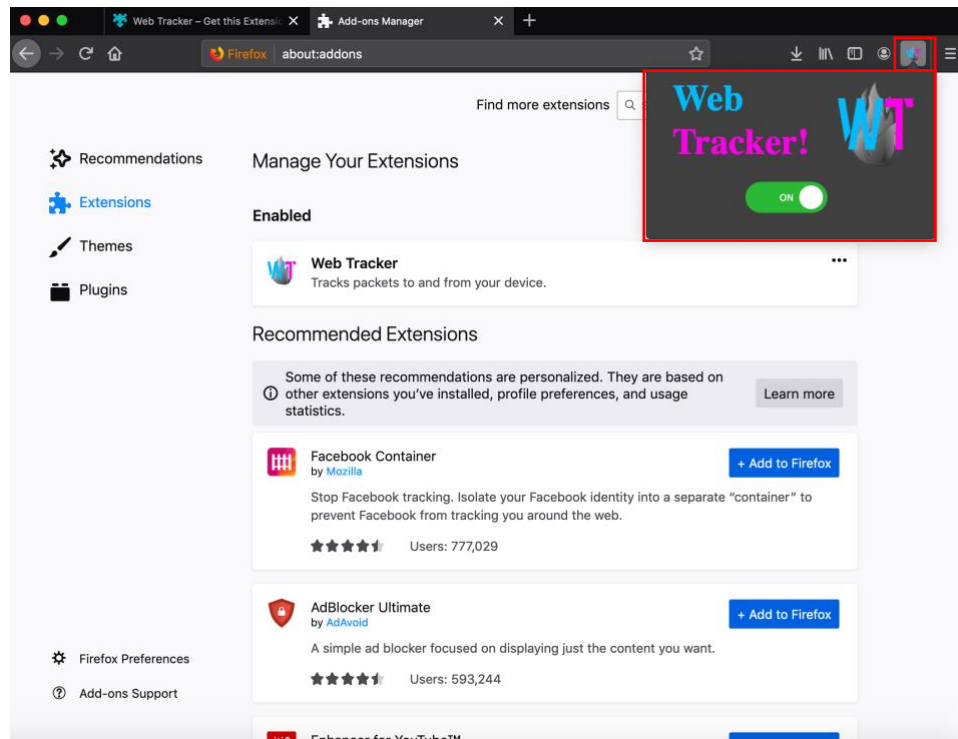 Web Tracker – Get this Extensio
Add-ons Manager
Firefox about:addons
Find more extensions
Web
Tracker!
WT
ON
Recommendations
Extensions
Themes
Plugins
Manage Your Extensions
Enabled
WT
Web Tracker
Tracks packets to and from your device.
Recommended Extensions
Some of these recommendations are personalized. They are based on
other extensions you’ve installed, profile preferences, and usage
statistics.
Learn more
Facebook Container
by Mozilla
+ Add to Firefox
Stop Facebook tracking. Isolate your Facebook identity into a separate “container” to
prevent Facebook from tracking you around the web.
Users: 777,029
AdBlocker Ultimate
by AdAvoid
+ Add to Firefox
A simple ad blocker focused on displaying just the content you want.
Users: 593,244
Firefox Preferences
Add-ons Support
Enhancer for YouTube™